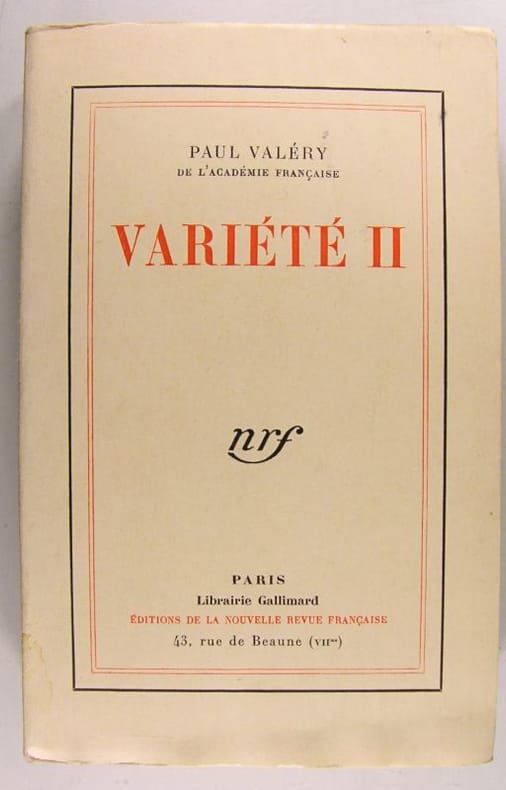 PAUL VALÉRY
DE L'ACADÉMIE FRANÇAISE
VARIÉTÉ II
nrf
PARIS
Librairie Gallimard
ÉDITIONS DE LA NOUVELLE REVUE FRANÇAISE
43, rue de Beaune (VIIme)